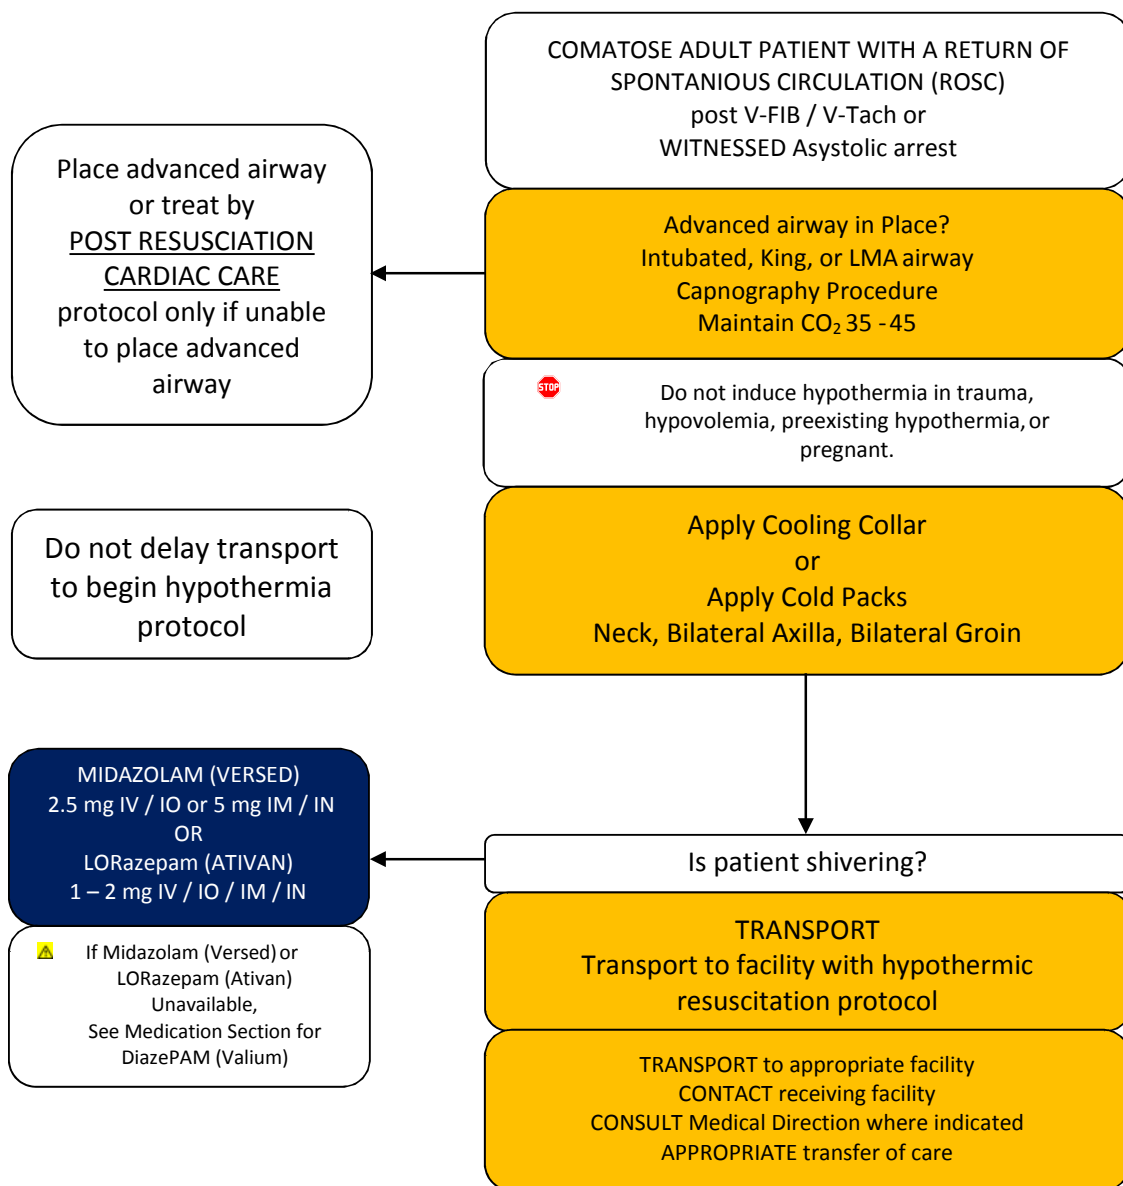 COMATOSE ADULT PATIENT WITH A RETURN OF
SPONTANIOUS CIRCULATION (ROSC)
post V-FIB / V-Tach or
WITNESSED Asystolic arrest
Place advanced airway
or treat by
POST RESUSCIATION
CARDIAC CARE
protocol only if unable
to place advanced
airway
Advanced airway in Place?
Intubated, King, or LMA airway
Capnography Procedure
Maintain CO₂ 35 - 45
STOP
Do not induce hypothermia in trauma,
hypovolemia, preexisting hypothermia, or
pregnant.
Do not delay transport
to begin hypothermia
protocol
Apply Cooling Collar
or
Apply Cold Packs
Neck, Bilateral Axilla, Bilateral Groin
MIDAZOLAM (VERSED)
2.5 mg IV / IO or 5 mg IM / IN
OR
LORazepam (ATIVAN)
1 – 2 mg IV / IO / IM / IN
Is patient shivering?
If Midazolam (Versed) or
LORazepam (Ativan)
Unavailable,
See Medication Section for
DiazePAM (Valium)
TRANSPORT
Transport to facility with hypothermic
resuscitation protocol
TRANSPORT to appropriate facility
CONTACT receiving facility
CONSULT Medical Direction where indicated
APPROPRIATE transfer of care